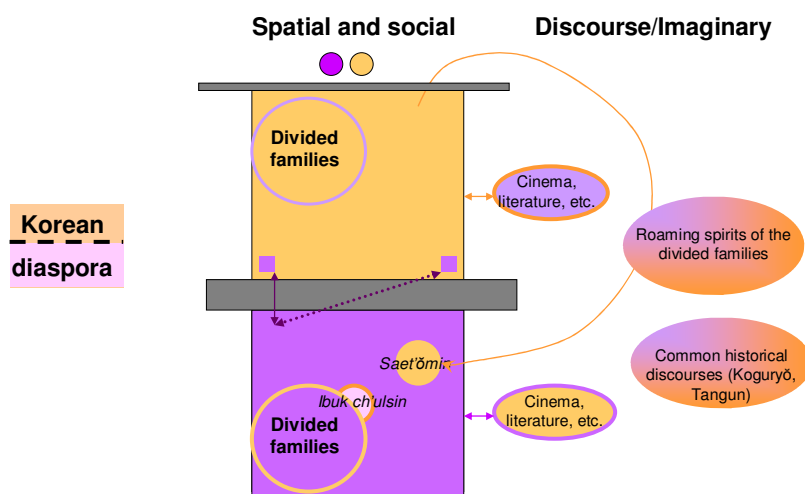 Spatial and social
Discourse/Imaginary
Divided
families
Cinema,
literature, etc.
Korean
diaspora
Roaming spirits of the
divided families
Saet'ŏmin
Common historical
discourses (Koguryŏ,
Tangun)
Ibuk ch'ulsin
Divided
families
Cinema,
literature, etc.